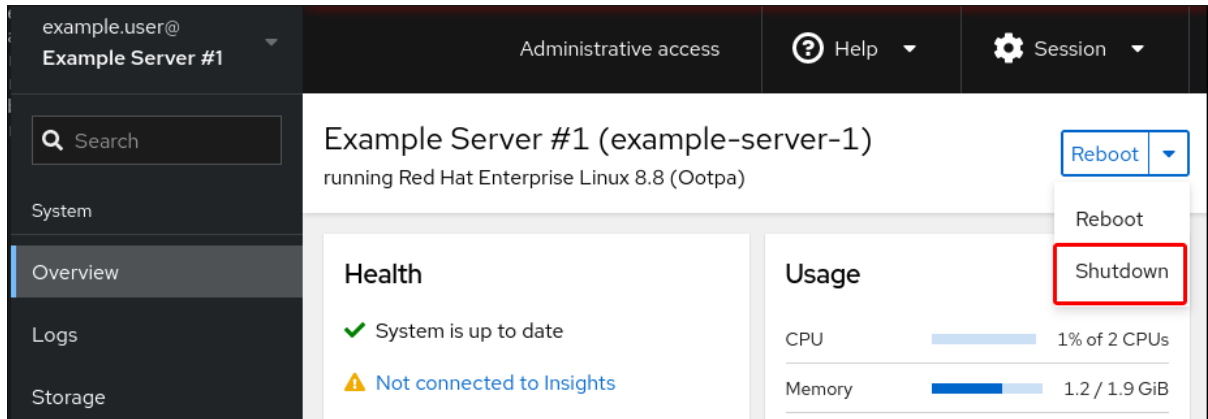 example.user@
Example Server #1
Administrative access
Help
Session
Search
System
Overview
Logs
Storage
Example Server #1 (example-server-1)
running Red Hat Enterprise Linux 8.8 (Ootpa)
Reboot
Reboot
Shutdown
Health
System is up to date
Not connected to Insights
Usage
CPU 1% of 2 CPUs
Memory 1.2 / 1.9 GiB